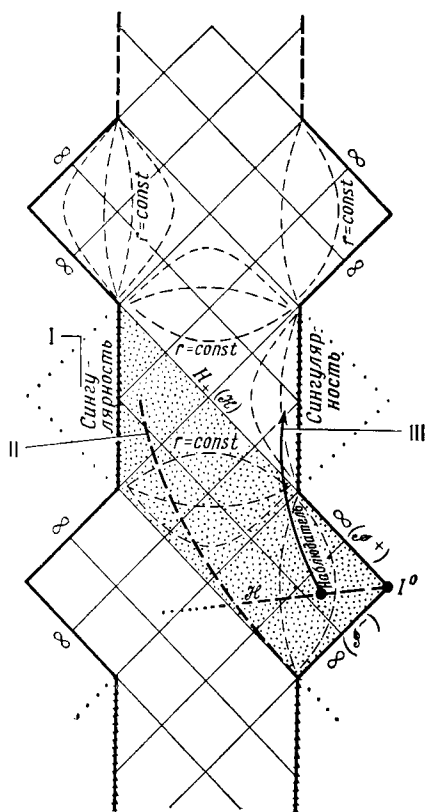 ∞
∞
r=const
r=const
∞
∞
I
Сингу-
лярность
r=const
H₊(ℋ)
Сингуляр-
ность
II
III
r=const
∞
∞(𝒥⁺)
Наблюдатель
ℋ
I⁰
∞
∞(𝒥⁻)